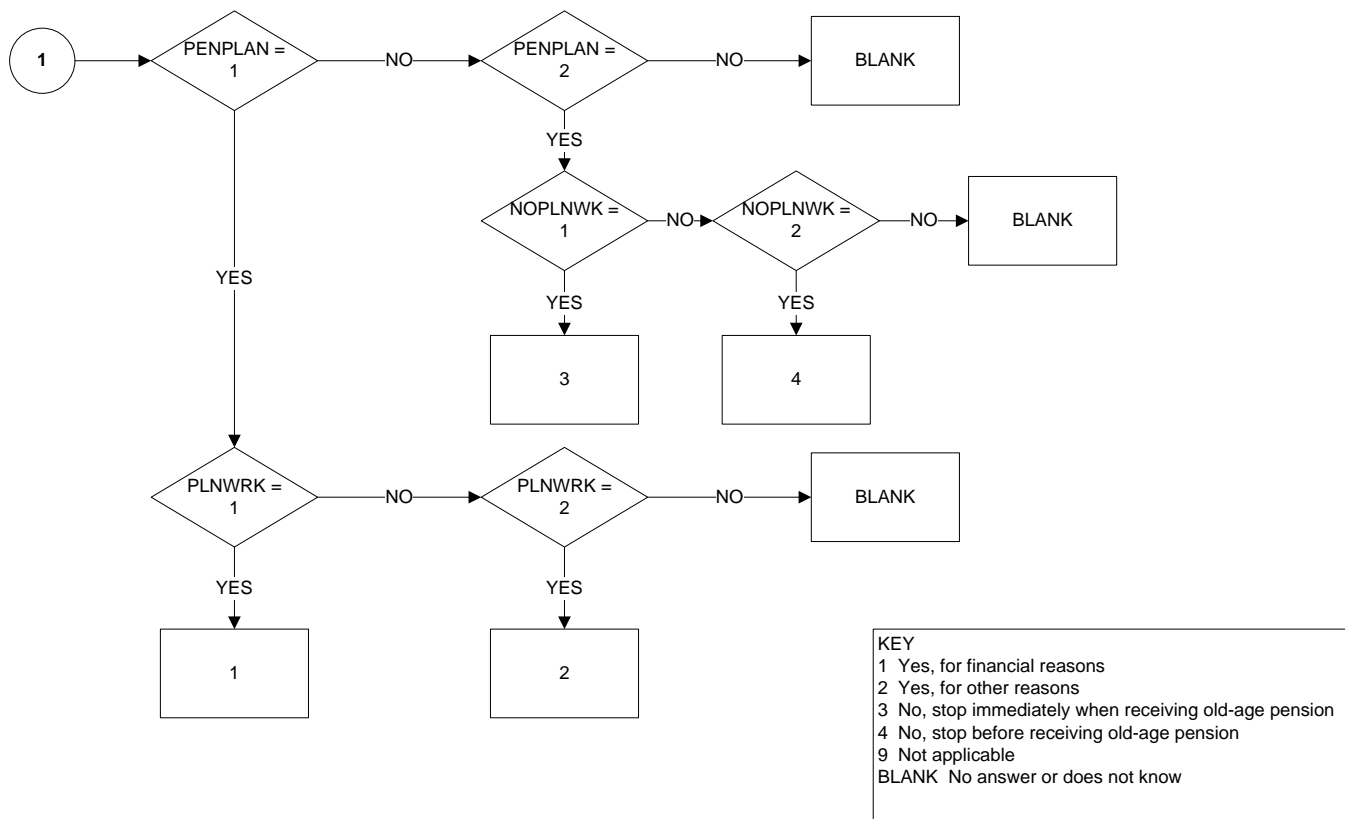 1
PENPLAN =
1
NO
PENPLAN =
2
NO
BLANK
YES
YES
NOPLNWK =
1
NO
NOPLNWK =
2
NO
BLANK
YES
YES
3
4
PLNWRK =
1
NO
PLNWRK =
2
NO
BLANK
YES
YES
1
2
KEY
1 Yes, for financial reasons
2 Yes, for other reasons
3 No, stop immediately when receiving old-age pension
4 No, stop before receiving old-age pension
9 Not applicable
BLANK No answer or does not know